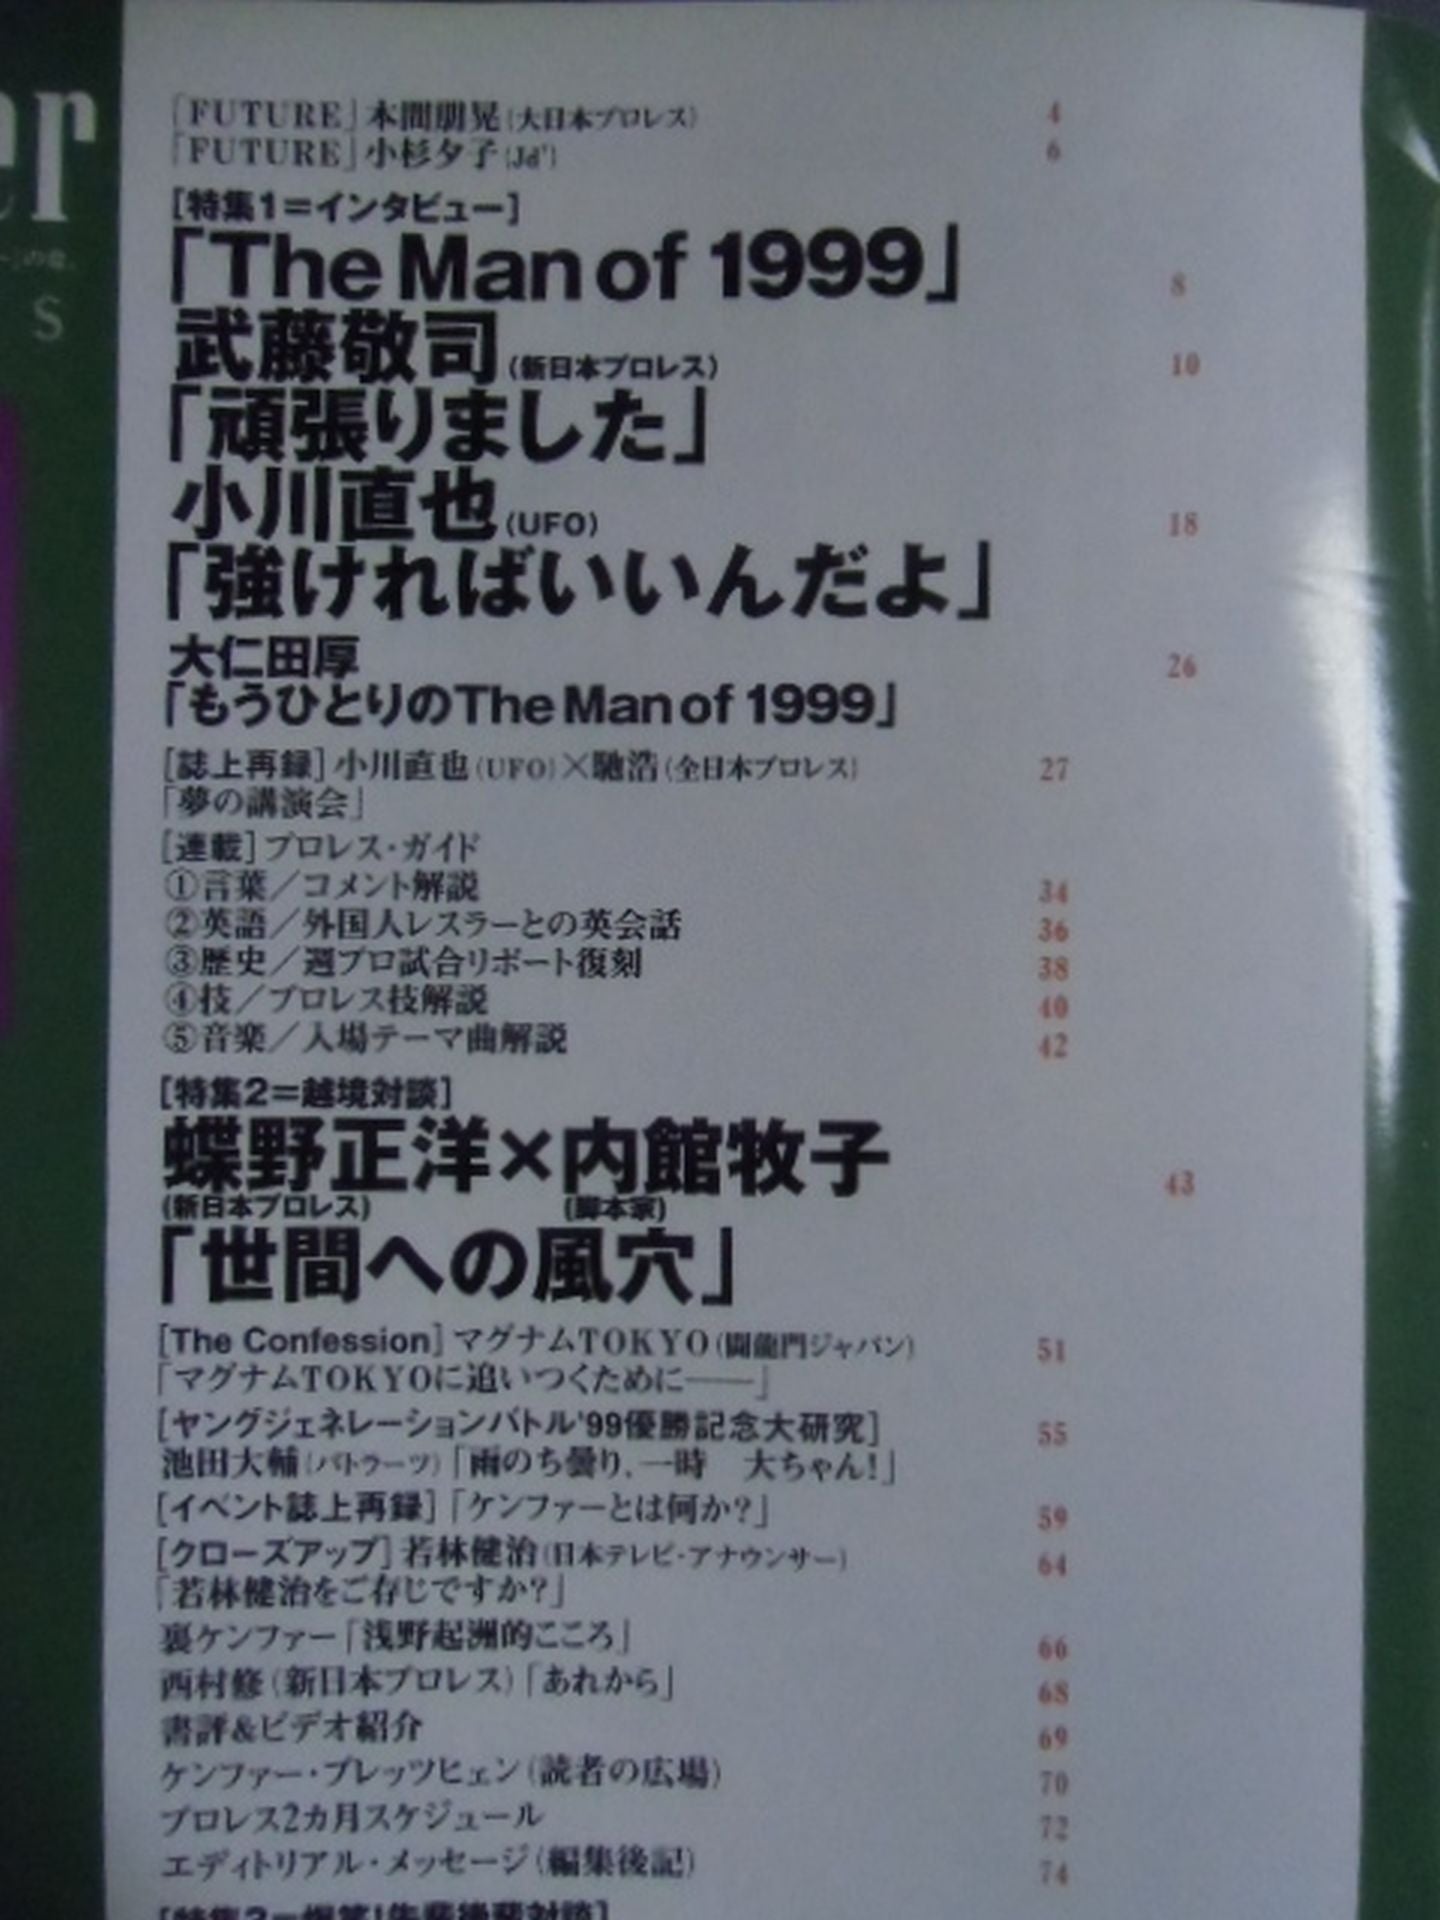 er
S
「FUTURE」本間朋晃(大日本プロレス) 4
「FUTURE」小杉夕子(Jd') 6
[特集1=インタビュー]
「The Man of 1999」 8
武藤敬司(新日本プロレス) 10
「頑張りました」
小川直也(UFO) 18
「強ければいいんだよ」
大仁田厚 26
「もうひとりのThe Man of 1999」
[誌上再録]小川直也(UFO)×馳浩(全日本プロレス) 27
「夢の講演会」
[連載]プロレス・ガイド
①言葉／コメント解説 34
②英語／外国人レスラーとの英会話 36
③歴史／週プロ試合リポート復刻 38
④技／プロレス技解説 40
⑤音楽／入場テーマ曲解説 42
[特集2=越境対談]
蝶野正洋×内館牧子 43
(新日本プロレス) (脚本家)
「世間への風穴」
[The Confession]マグナムTOKYO(闘龍門ジャパン) 51
「マグナムTOKYOに追いつくために――」
[ヤングジェネレーションバトル'99優勝記念大研究] 55
池田大輔(バトラーツ)「雨のち曇り、一時　大ちゃん!」
[イベント誌上再録]「ケンファーとは何か?」 59
[クローズアップ]若林健治(日本テレビ・アナウンサー) 64
「若林健治をご存じですか?」
裏ケンファー「浅野起洲的こころ」 66
西村修(新日本プロレス)「あれから」 68
書評&ビデオ紹介 69
ケンファー・プレッツヒェン(読者の広場) 70
プロレス2カ月スケジュール 72
エディトリアル・メッセージ(編集後記) 74
[特集3=爆笑!先輩後輩対談]